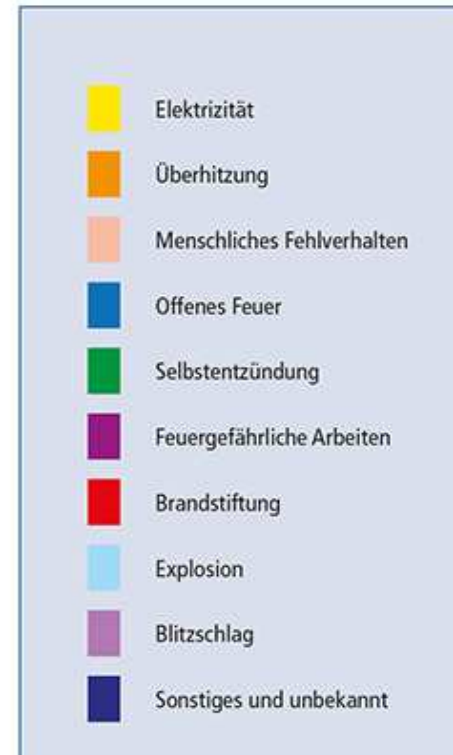 Elektrizität
Überhitzung
Menschliches Fehlverhalten
Offenes Feuer
Selbstentzündung
Feuergefährliche Arbeiten
Brandstiftung
Explosion
Blitzschlag
Sonstiges und unbekannt